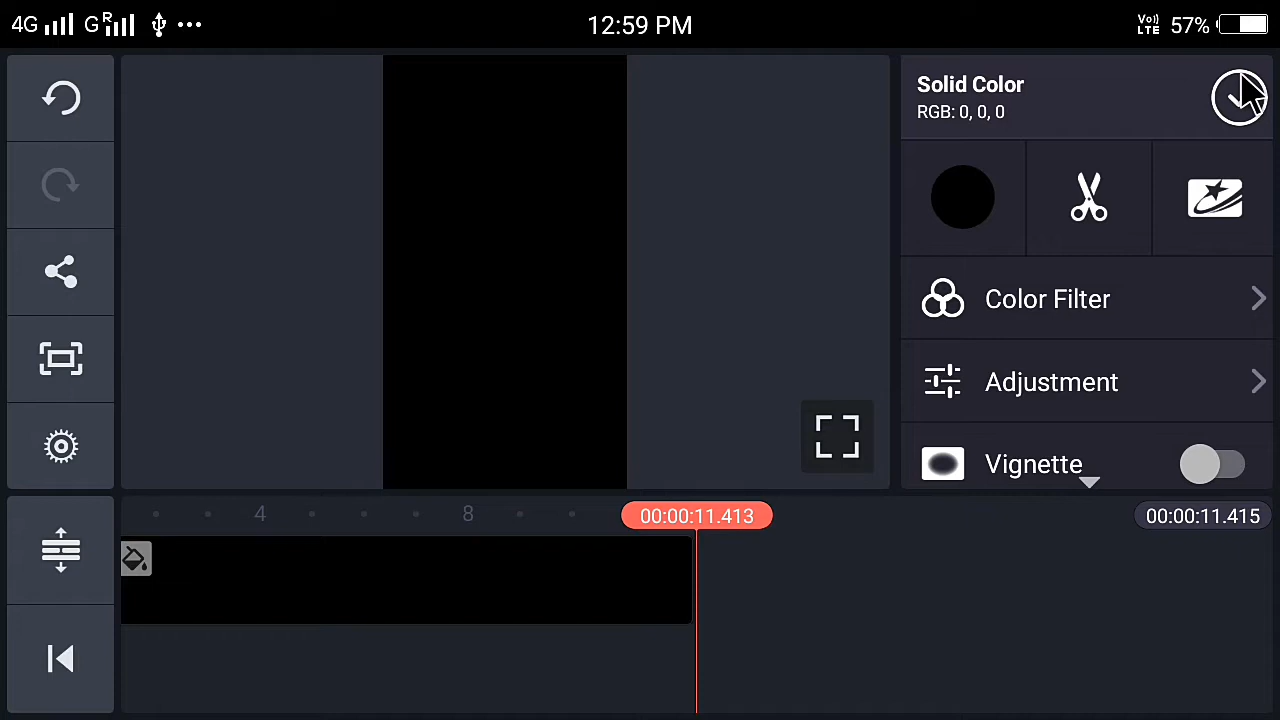 4G G R 12:59 PM Vo)) LTE 57%
Solid Color
RGB: 0, 0, 0
Color Filter
Adjustment
Vignette
4 8 00:00:11.413 00:00:11.415